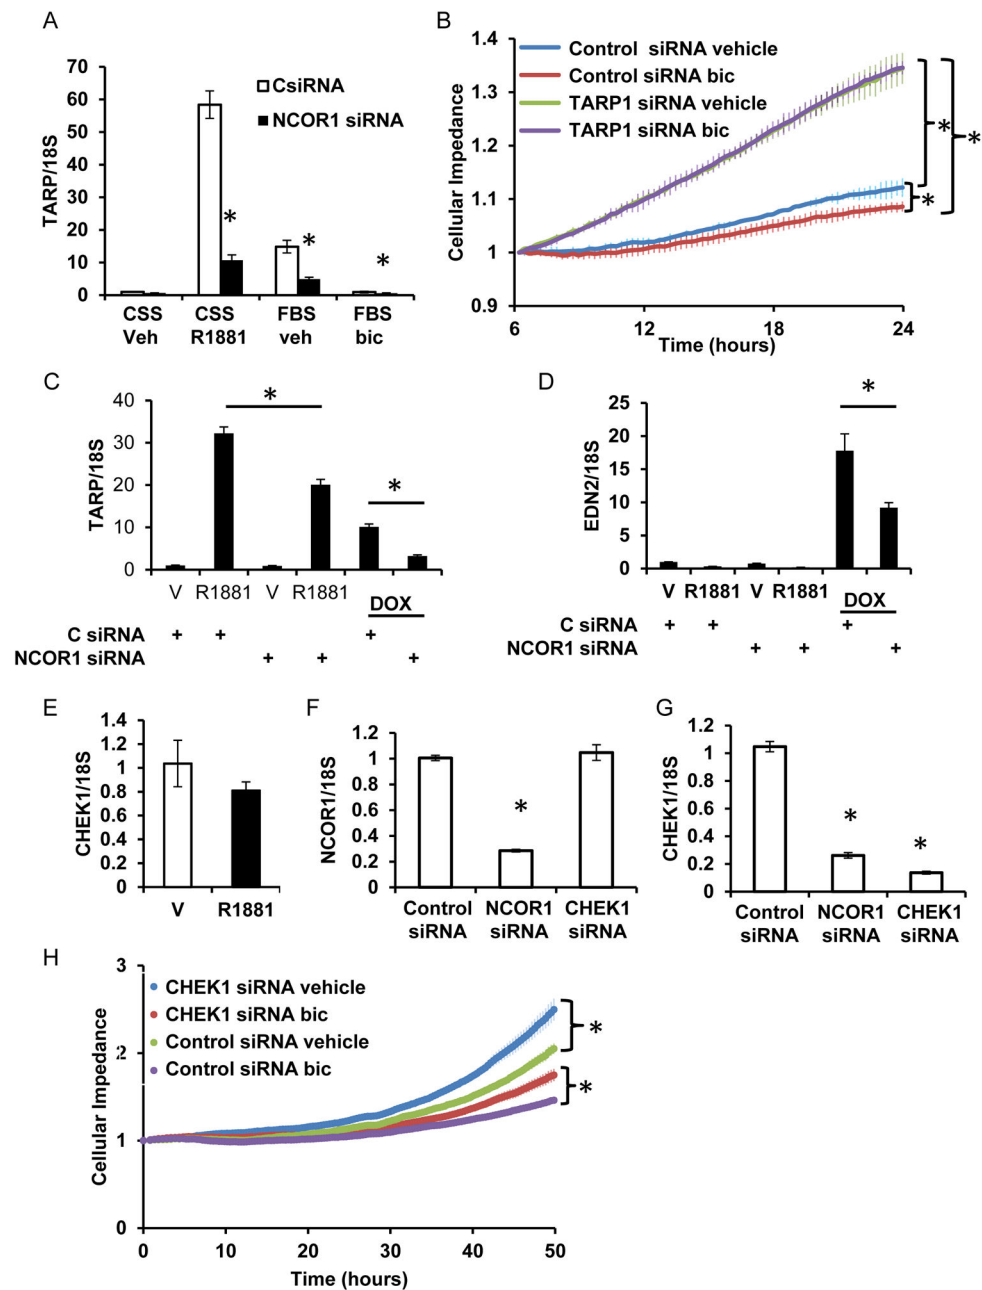 A
TARP/18S
70
60
50
40
30
20
10
0
CsiRNA
NCOR1 siRNA
*
*
*
CSS CSS FBS FBS
Veh R1881 veh bic
B
Cellular Impedance
1.4
1.3
1.2
1.1
1
0.9
Control siRNA vehicle
Control siRNA bic
TARP1 siRNA vehicle
TARP1 siRNA bic
*
*
*
6 12 18 24
Time (hours)
C
TARP/18S
40
30
20
10
0
*
*
V R1881 V R1881
DOX
C siRNA + + +
NCOR1 siRNA + + +
D
EDN2/18S
25
20
15
10
5
0
*
V R1881 V R1881
DOX
C siRNA + + +
NCOR1 siRNA + + +
E
CHEK1/18S
1.4
1.2
1
0.8
0.6
0.4
0.2
0
V R1881
F
NCOR1/18S
1.2
1
0.8
0.6
0.4
0.2
0
*
Control NCOR1 CHEK1
siRNA siRNA siRNA
G
CHEK1/18S
1.2
1
0.8
0.6
0.4
0.2
0
*
*
Control NCOR1 CHEK1
siRNA siRNA siRNA
H
Cellular Impedance
3
2
1
0
CHEK1 siRNA vehicle
CHEK1 siRNA bic
Control siRNA vehicle
Control siRNA bic
*
*
0 10 20 30 40 50
Time (hours)